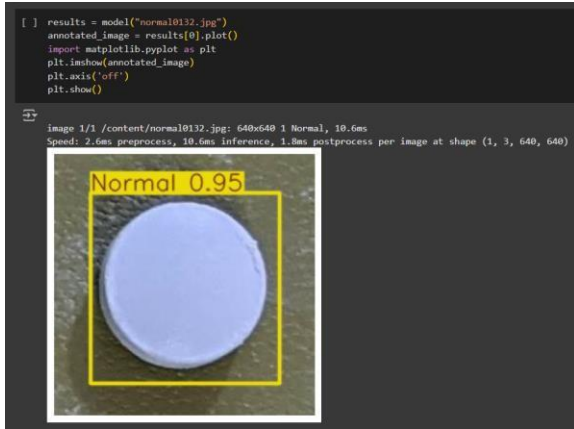 [ ] results = model("normal0132.jpg")
annotated_image = results[0].plot()
import matplotlib.pyplot as plt
plt.imshow(annotated_image)
plt.axis('off')
plt.show()
image 1/1 /content/normal0132.jpg: 640x640 1 Normal, 10.6ms
Speed: 2.6ms preprocess, 10.6ms inference, 1.8ms postprocess per image at shape (1, 3, 640, 640)
Normal 0.95